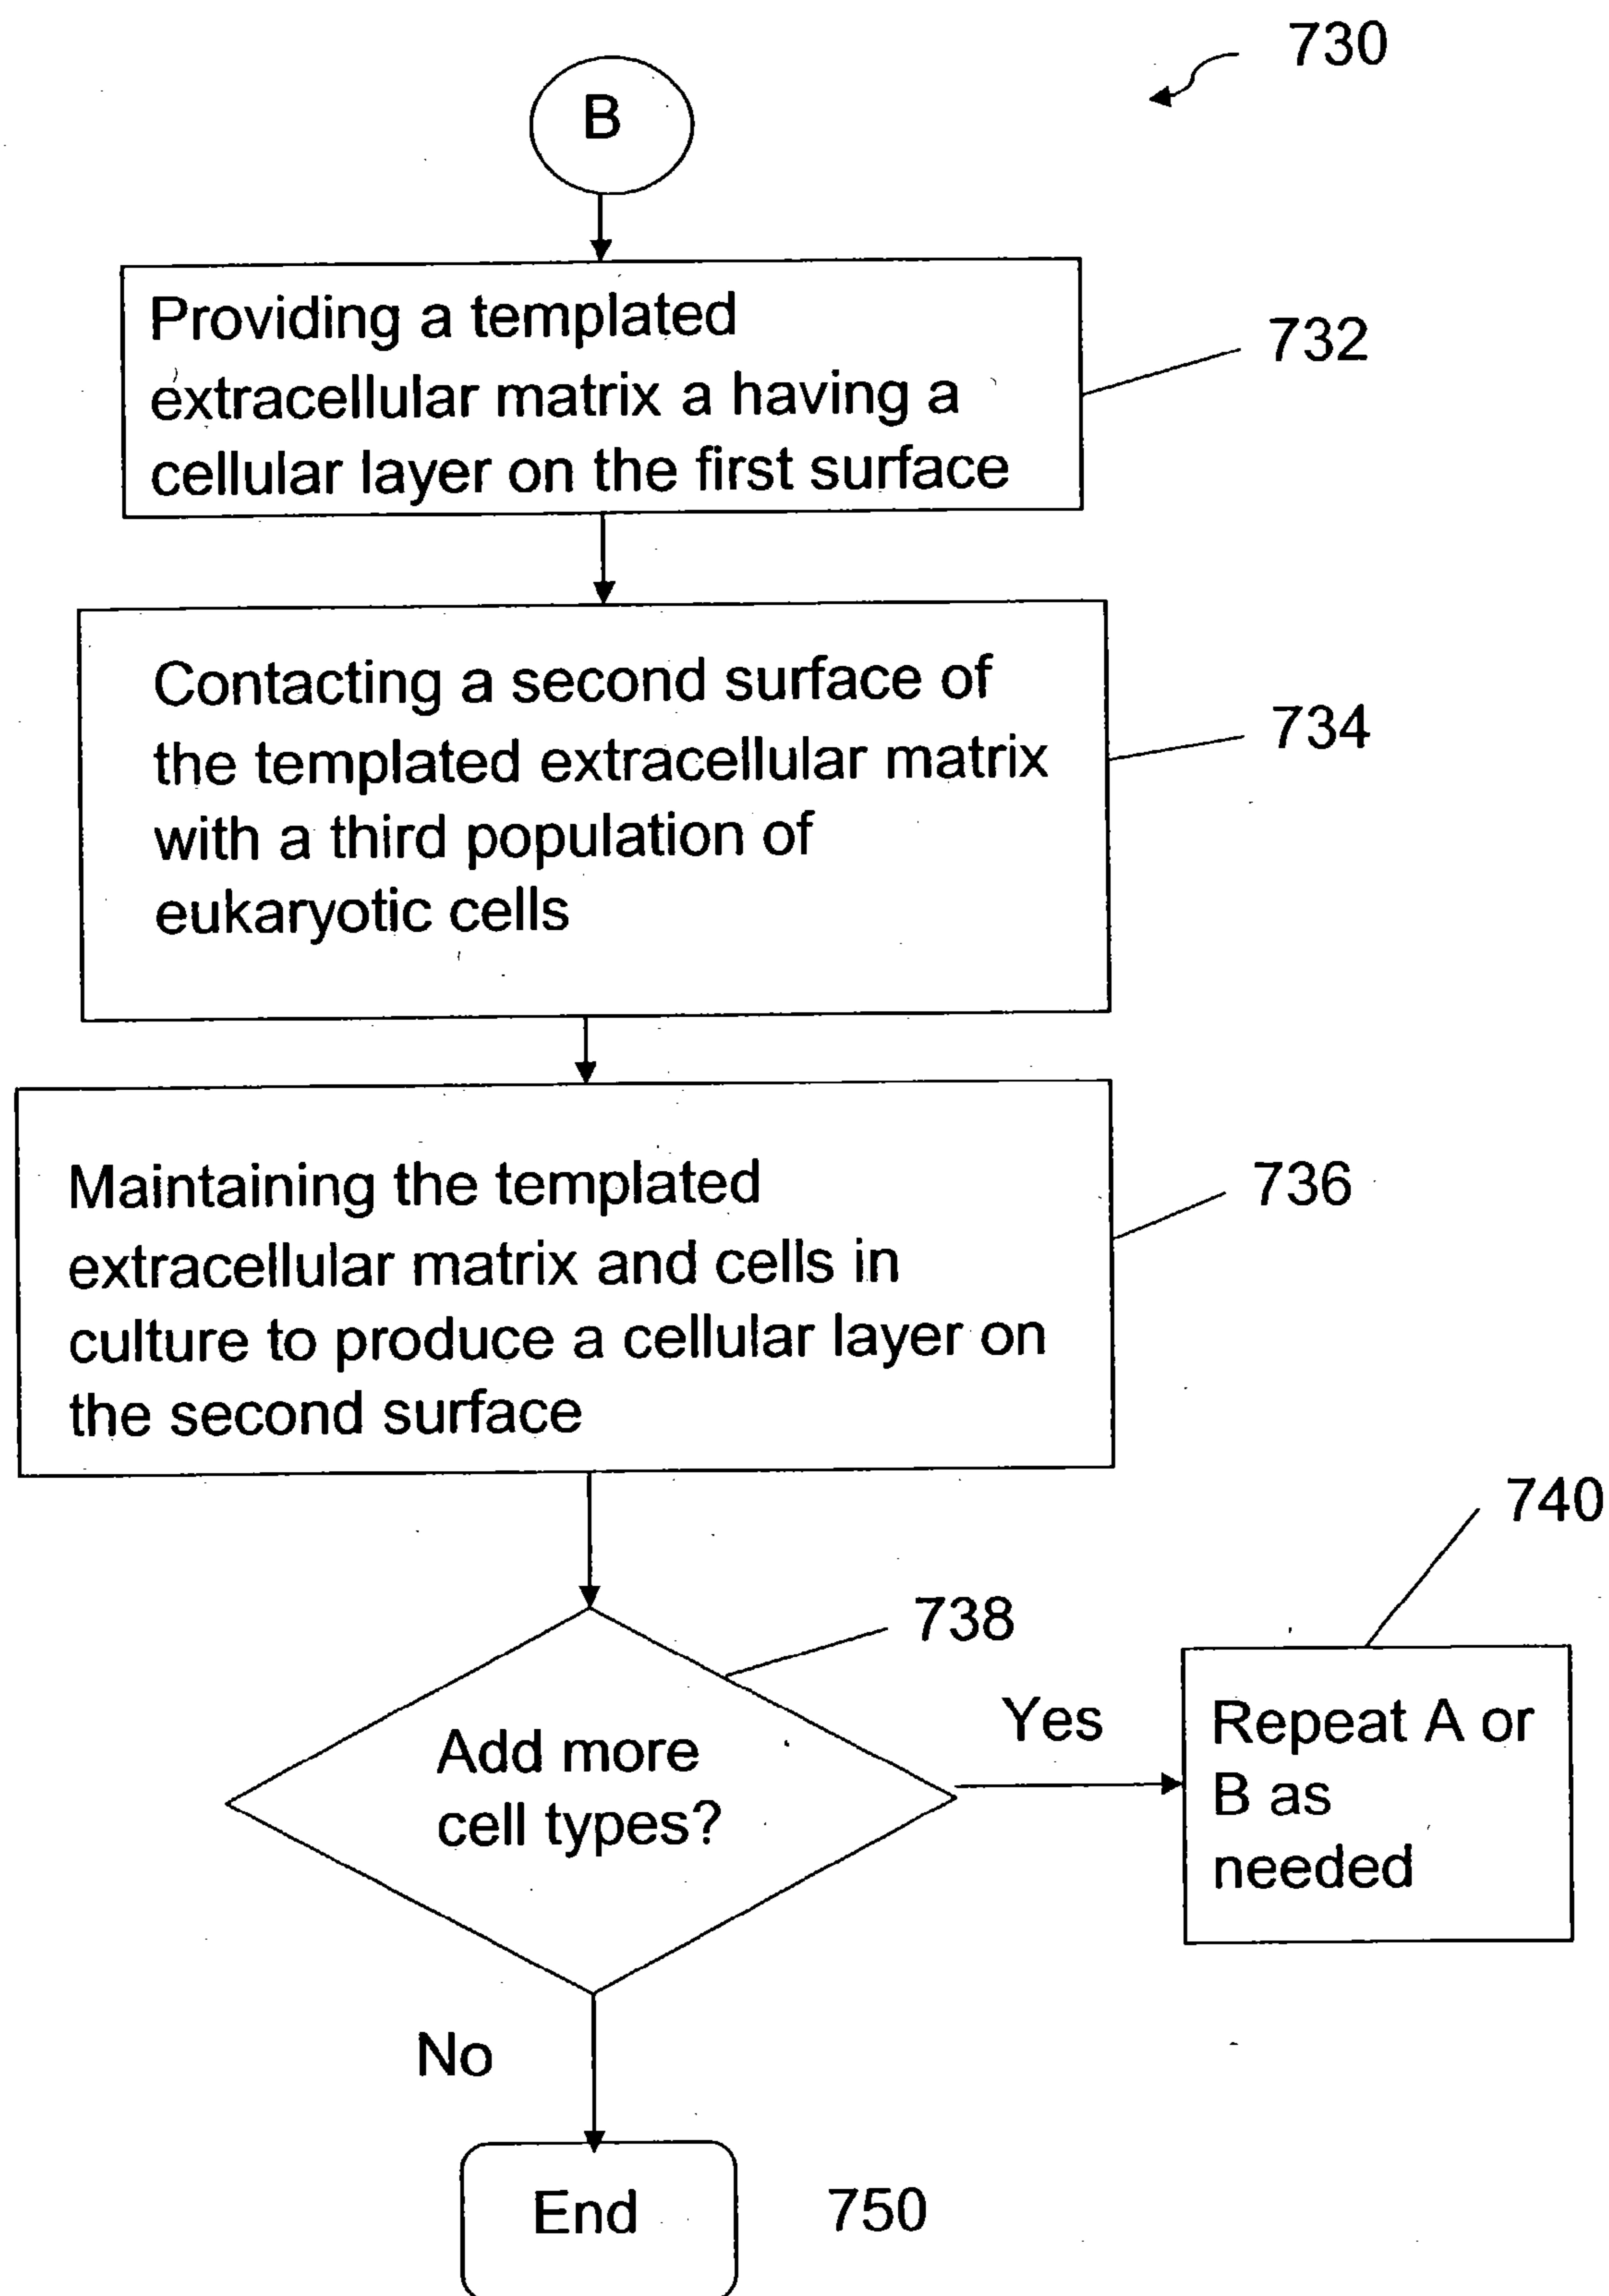 730
B
Providing a templated
extracellular matrix a having a
cellular layer on the first surface
732
Contacting a second surface of
the templated extracellular matrix
with a third population of
eukaryotic cells
734
Maintaining the templated
extracellular matrix and cells in
culture to produce a cellular layer on
the second surface
736
738
Add more
cell types?
Yes
740
Repeat A or
B as
needed
No
End
750